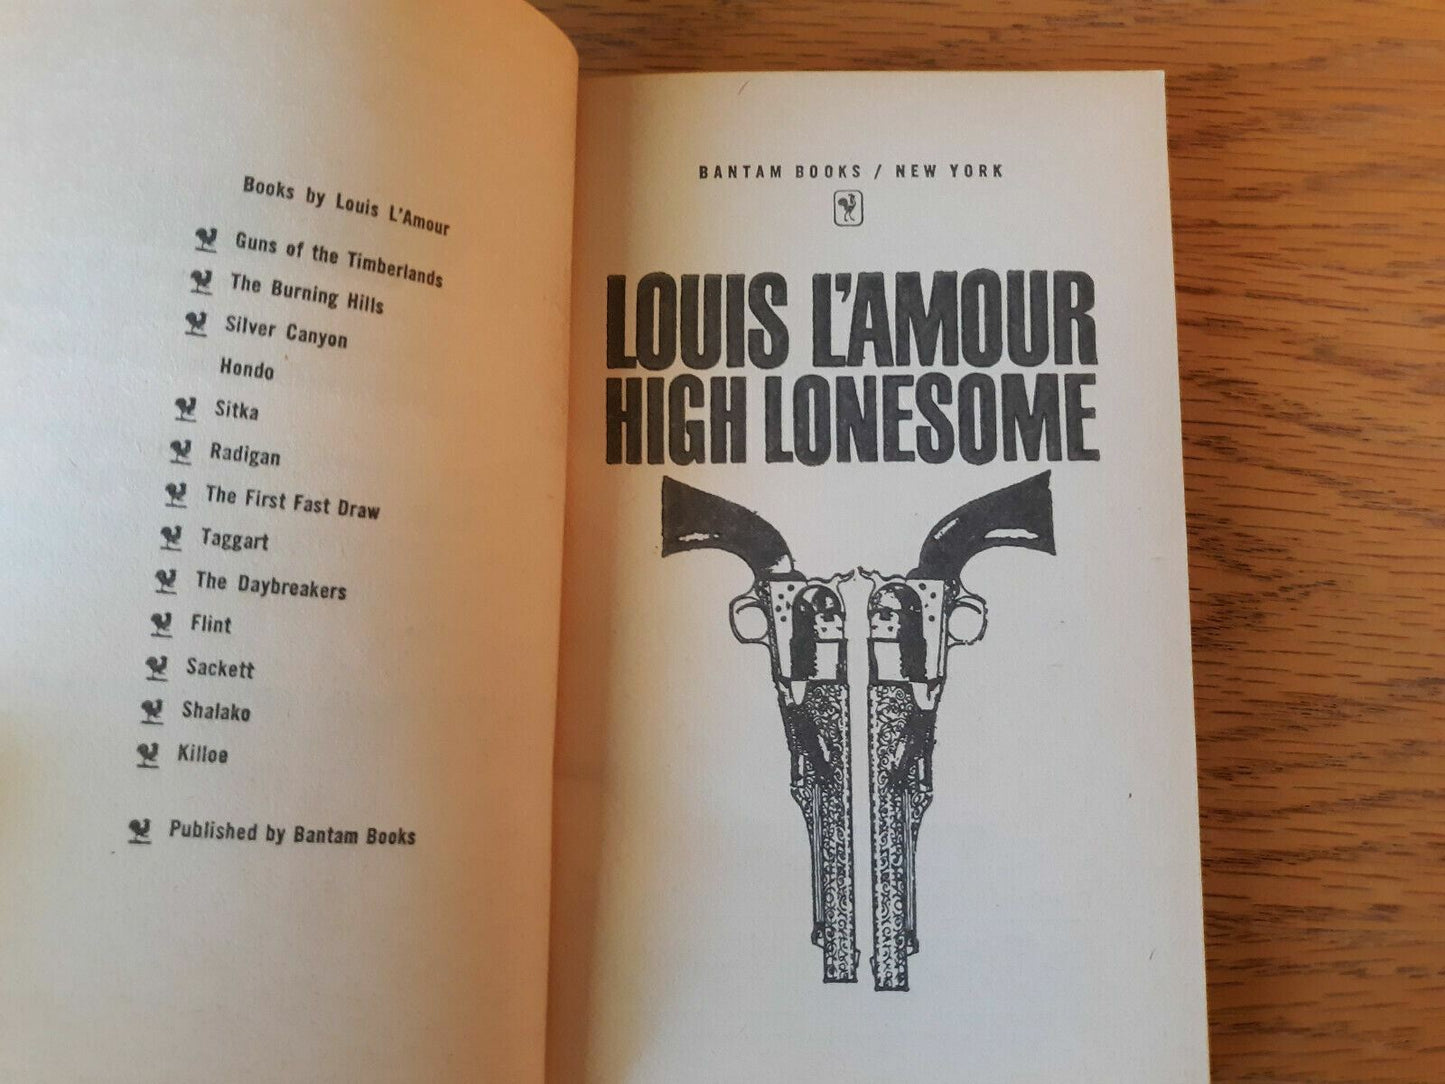 Books by Louis L'Amour
Guns of the Timberlands
The Burning Hills
Silver Canyon
Hondo
Sitka
Radigan
The First Fast Draw
Taggart
The Daybreakers
Flint
Sackett
Shalako
Killoe
Published by Bantam Books
BANTAM BOOKS / NEW YORK
LOUIS L'AMOUR
HIGH LONESOME